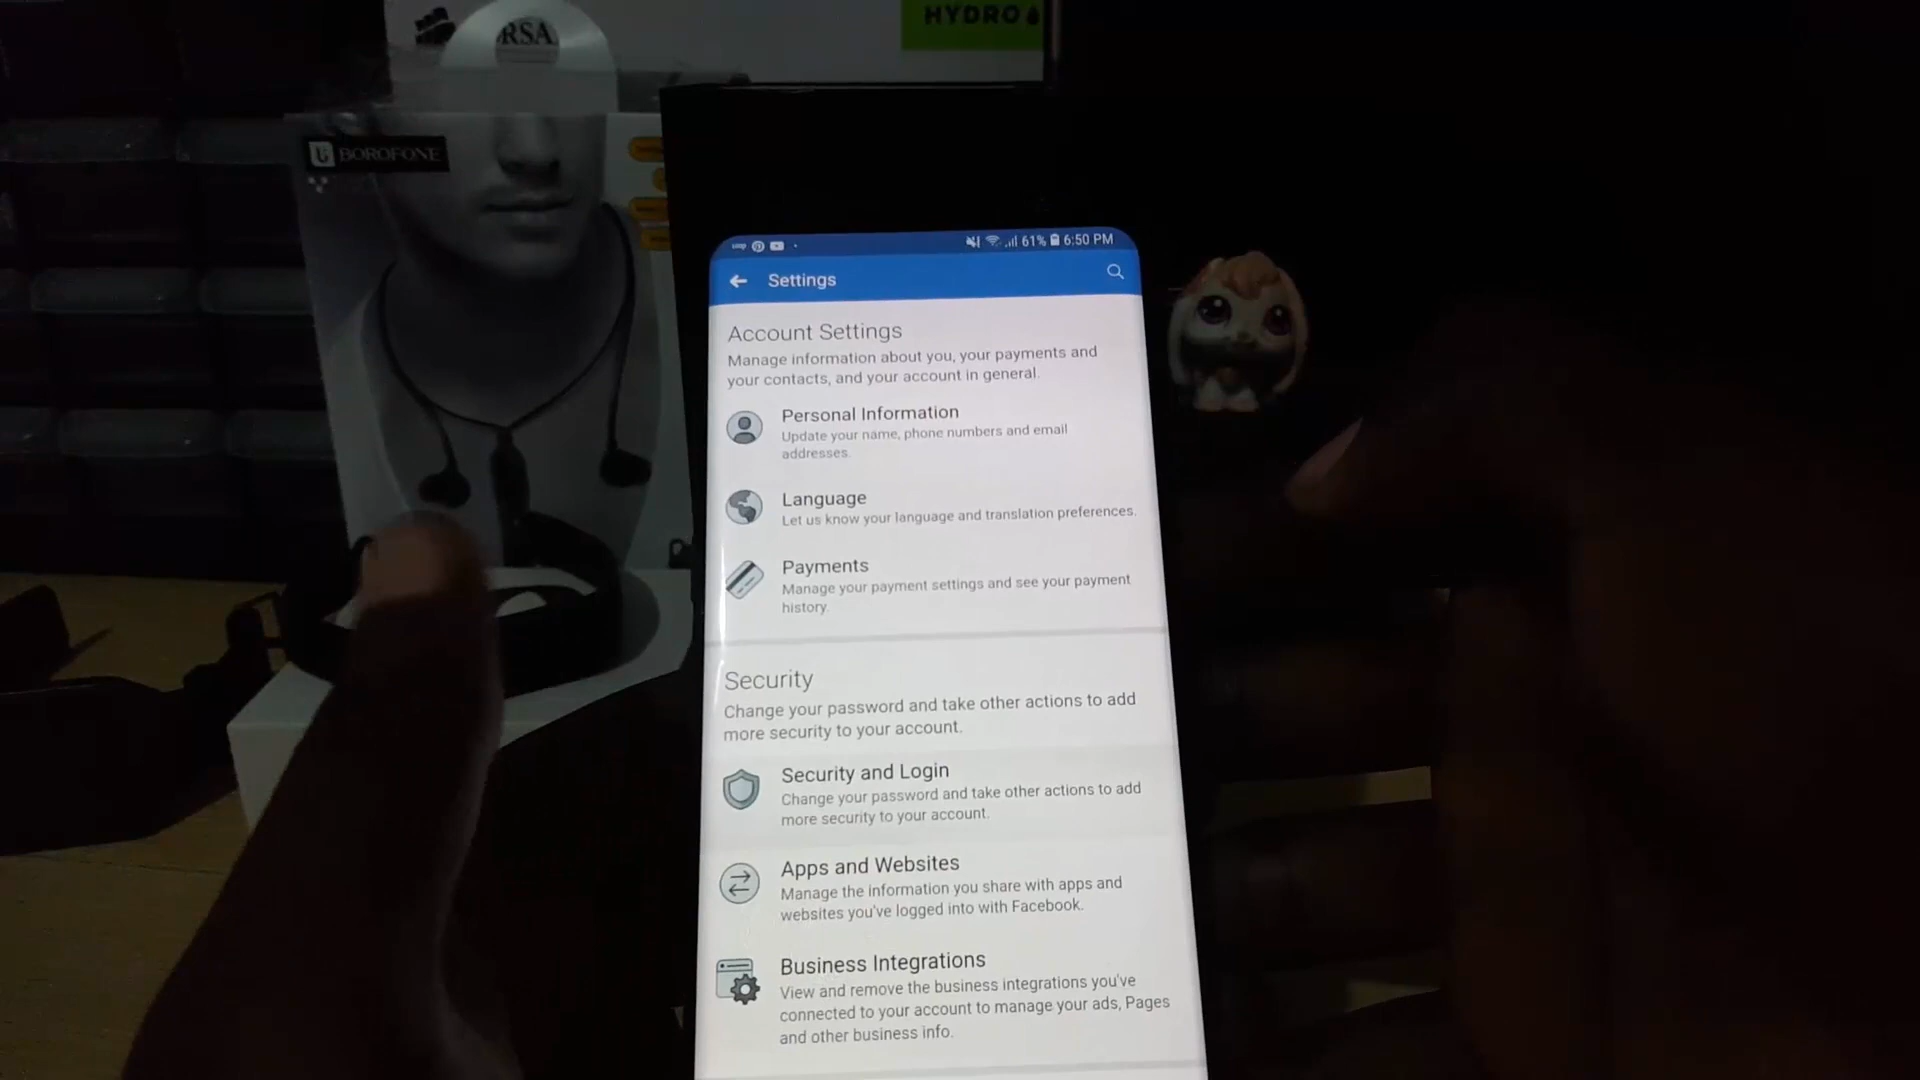 HYDRO
RSA
BOROFONE
61% 6:50 PM
Settings
Account Settings
Manage information about you, your payments and
your contacts, and your account in general.
Personal Information
Update your name, phone numbers and email
addresses.
Language
Let us know your language and translation preferences.
Payments
Manage your payment settings and see your payment
history.
Security
Change your password and take other actions to add
more security to your account.
Security and Login
Change your password and take other actions to add
more security to your account.
Apps and Websites
Manage the information you share with apps and
websites you've logged into with Facebook.
Business Integrations
View and remove the business integrations you've
connected to your account to manage your ads, Pages
and other business info.